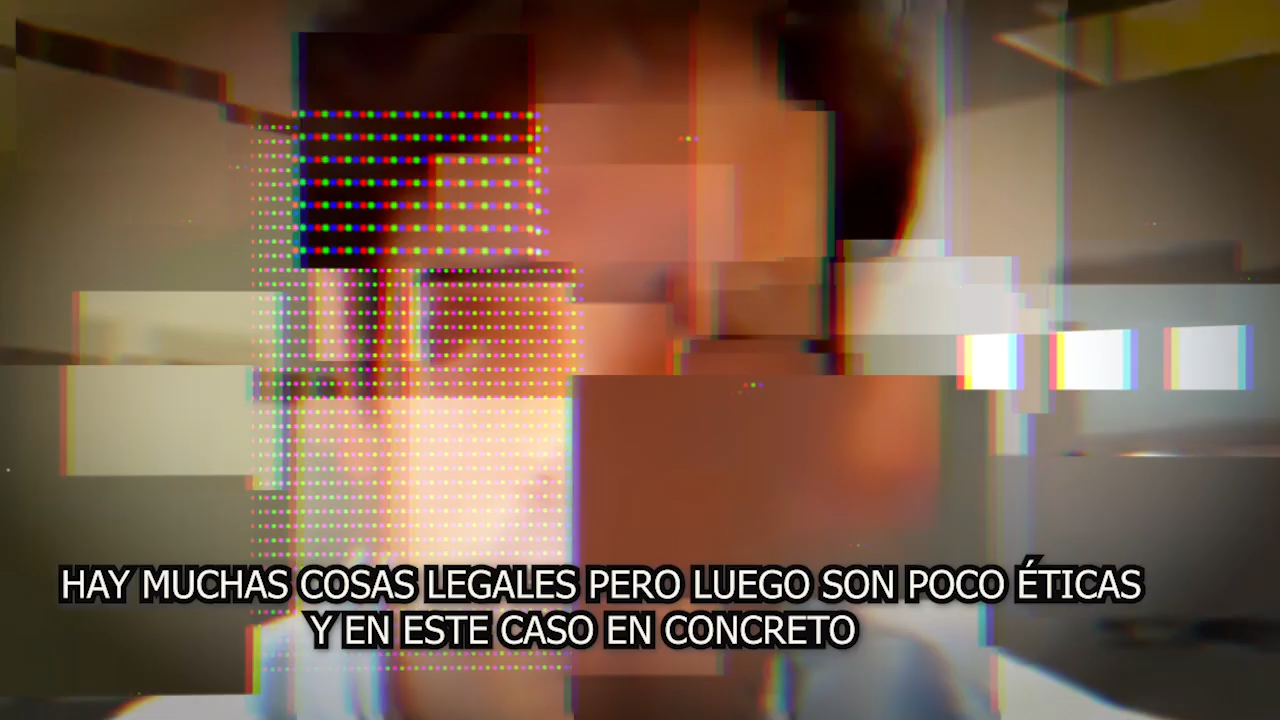 HAY MUCHAS COSAS LEGALES PERO LUEGO SON POCO ÉTICAS
Y EN ESTE CASO EN CONCRETO